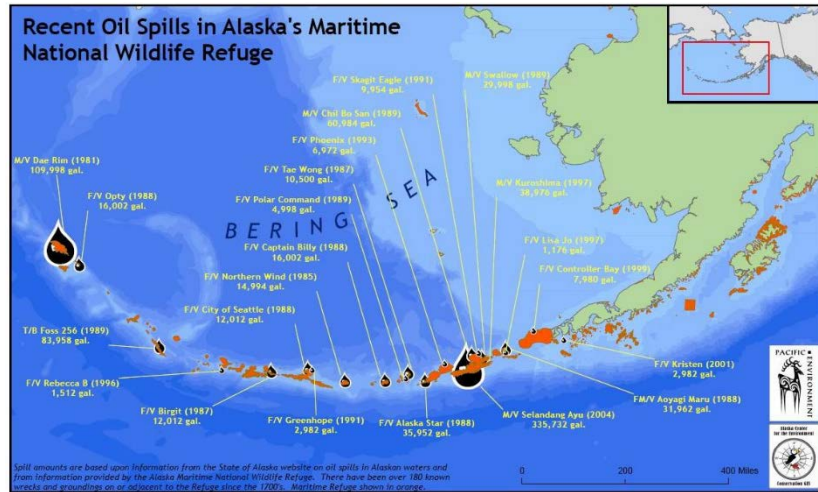 Recent Oil Spills in Alaska's Maritime
National Wildlife Refuge
F/V Skagit Eagle (1991)
9,954 gal.
M/V Swallow (1989)
29,998 gal.
M/V Chil Bo San (1989)
60,984 gal.
F/V Phoenix (1993)
6,972 gal.
M/V Dae Rim (1981)
109,998 gal.
F/V Tae Wong (1987)
10,500 gal.
M/V Kuroshima (1997)
38,976 gal.
F/V Opty (1988)
16,002 gal.
F/V Polar Command (1989)
4,998 gal.
BERING SEA
F/V Lisa Jo (1997)
1,176 gal.
F/V Captain Billy (1988)
16,002 gal.
F/V Controller Bay (1999)
7,980 gal.
F/V Northern Wind (1985)
14,994 gal.
F/V City of Seattle (1988)
12,012 gal.
T/B Foss 256 (1989)
83,958 gal.
F/V Rebecca B (1996)
1,512 gal.
F/V Kristen (2001)
2,982 gal.
F/V Birgit (1987)
12,012 gal.
F/V Greenhope (1991)
2,982 gal.
F/V Alaska Star (1988)
35,952 gal.
M/V Selandang Ayu (2004)
335,732 gal.
FM/V Aoyagi Maru (1988)
31,962 gal.
PACIFIC ENVIRONMENT
Alaska Center
for the Environment
Spill amounts are based upon information from the State of Alaska website on oil spills in Alaskan waters and
from information provided by the Alaska Maritime National Wildlife Refuge. There have been over 180 known
wrecks and groundings on or adjacent to the Refuge since the 1700's. Maritime Refuge shown in orange.
0 200 400 Miles
Conservation GIS